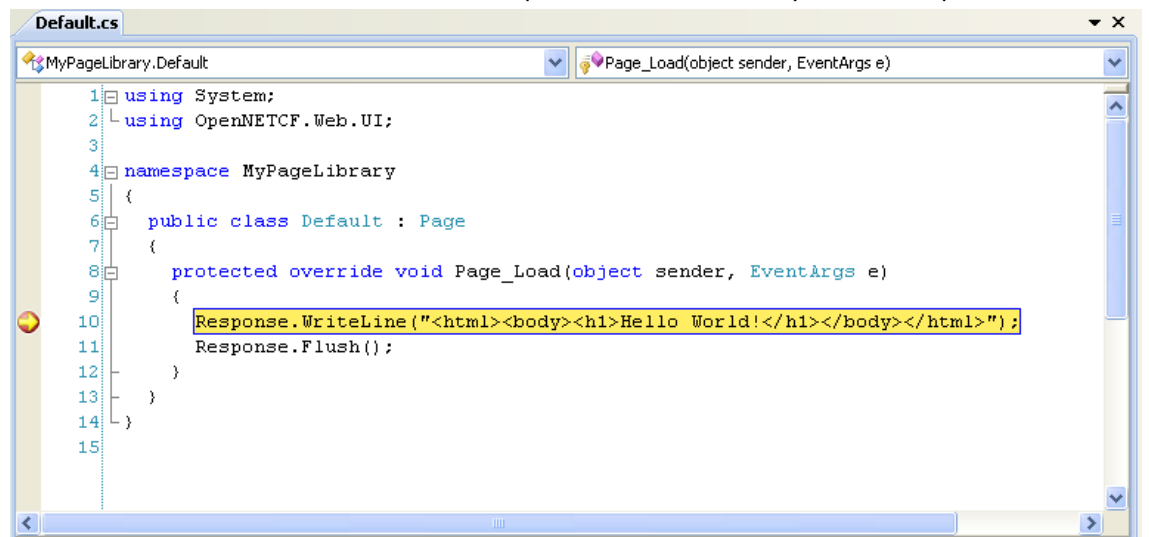 Default.cs
MyPageLibrary.Default
Page_Load(object sender, EventArgs e)
1 using System;
2 using OpenNETCF.Web.UI;
3
4 namespace MyPageLibrary
5 {
6 public class Default : Page
7 {
8 protected override void Page_Load(object sender, EventArgs e)
9 {
10 Response.WriteLine("<html><body><h1>Hello World!</h1></body></html>");
11 Response.Flush();
12 }
13 }
14 }
15